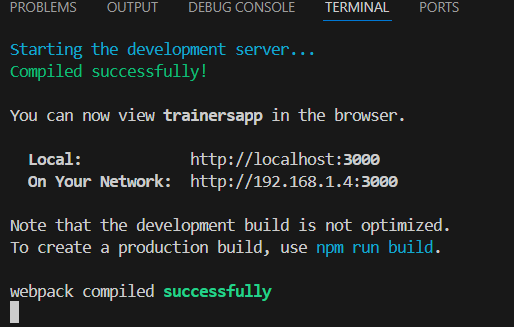 PROBLEMS OUTPUT DEBUG CONSOLE TERMINAL PORTS
Starting the development server...
Compiled successfully!
You can now view trainersapp in the browser.
Local: http://localhost:3000
On Your Network: http://192.168.1.4:3000
Note that the development build is not optimized.
To create a production build, use npm run build.
webpack compiled successfully